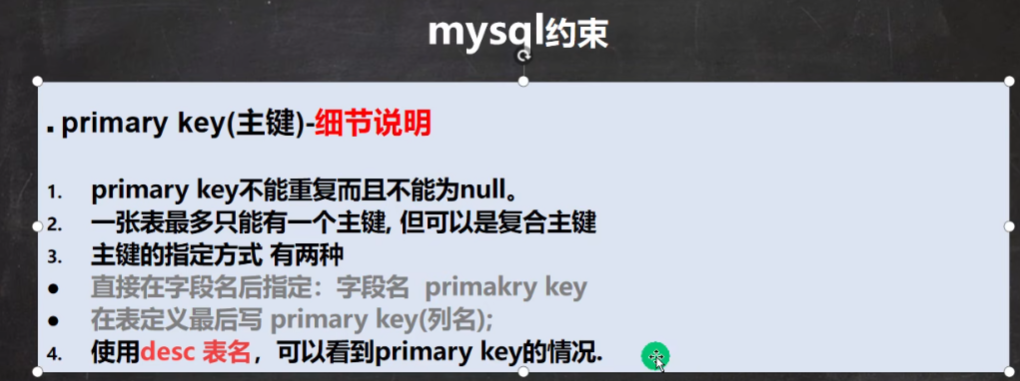 mysql约束
. primary key(主键)-细节说明
1. primary key不能重复而且不能为null。
2. 一张表最多只能有一个主键, 但可以是复合主键
3. 主键的指定方式 有两种
● 直接在字段名后指定：字段名 primakry key
● 在表定义最后写 primary key(列名);
4. 使用desc 表名，可以看到primary key的情况.